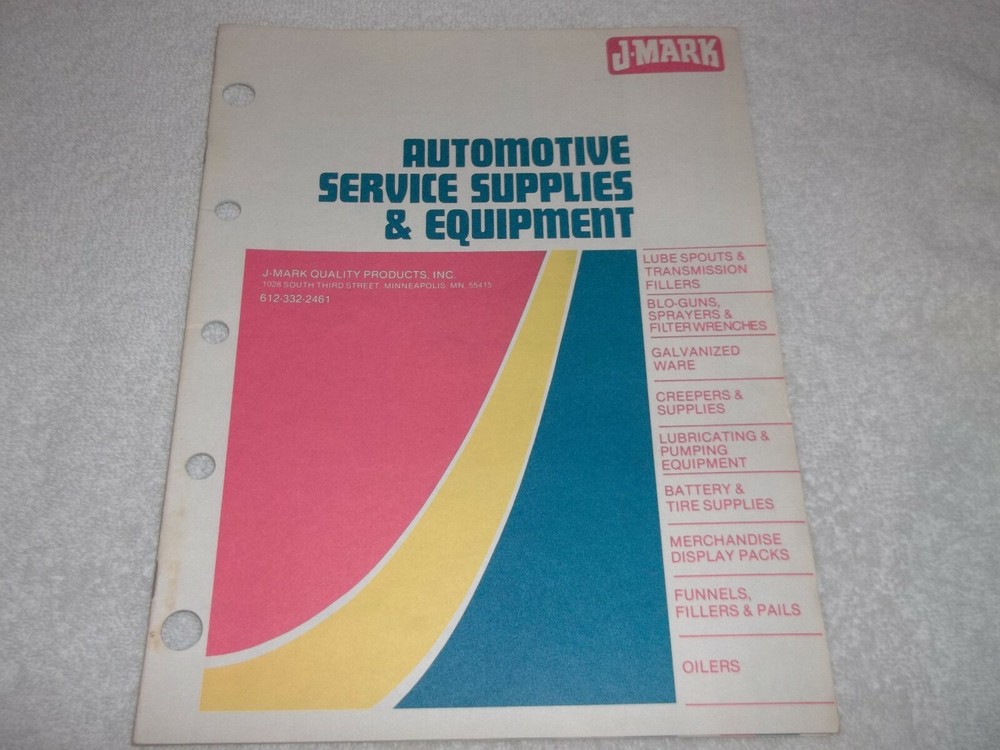 J·MARK
AUTOMOTIVE
SERVICE SUPPLIES
& EQUIPMENT
J-MARK QUALITY PRODUCTS, INC.
1028 SOUTH THIRD STREET MINNEAPOLIS, MN. 55415
612-332-2461
LUBE SPOUTS &
TRANSMISSION
FILLERS
BLO-GUNS,
SPRAYERS &
FILTER WRENCHES
GALVANIZED
WARE
CREEPERS &
SUPPLIES
LUBRICATING &
PUMPING
EQUIPMENT
BATTERY &
TIRE SUPPLIES
MERCHANDISE
DISPLAY PACKS
FUNNELS,
FILLERS & PAILS
OILERS